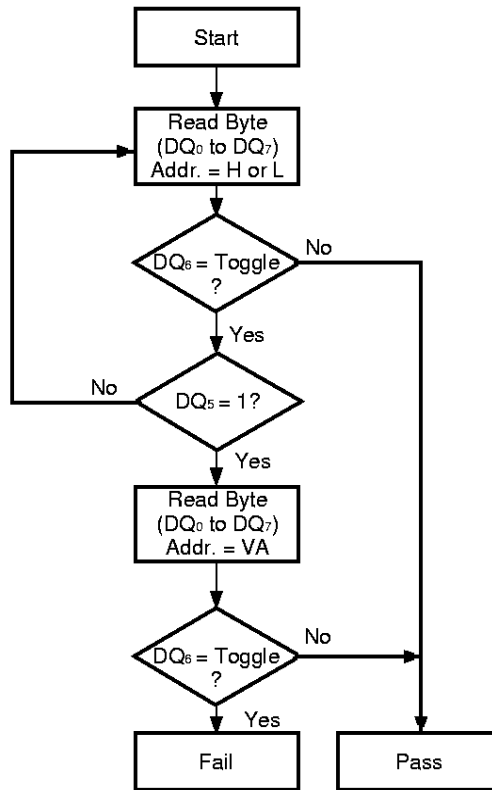 Start
Read Byte
(DQ₀ to DQ₇)
Addr. = H or L
DQ₆ = Toggle
?
No
Yes
No
DQ₅ = 1?
Yes
Read Byte
(DQ₀ to DQ₇)
Addr. = VA
No
DQ₆ = Toggle
?
Yes
Fail
Pass